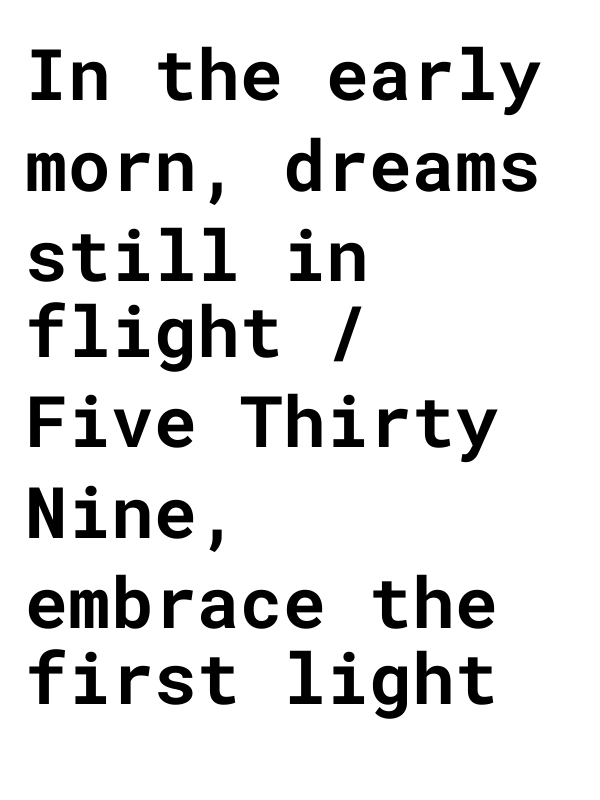 In the early
morn, dreams
still in
flight /
Five Thirty
Nine,
embrace the
first light